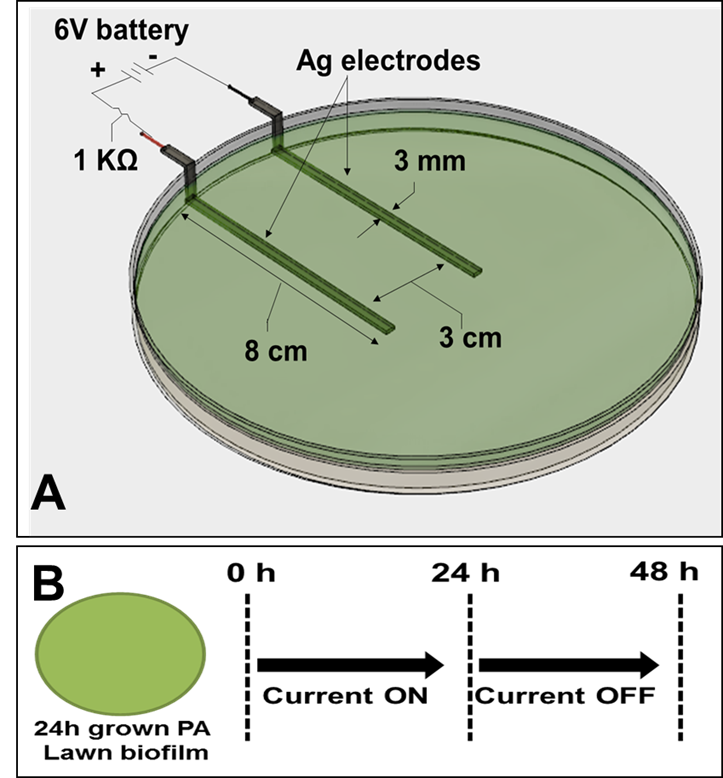 6V battery
+ -
Ag electrodes
1 KΩ
3 mm
8 cm
3 cm
A
B
0 h 24 h 48 h
Current ON Current OFF
24h grown PA
Lawn biofilm